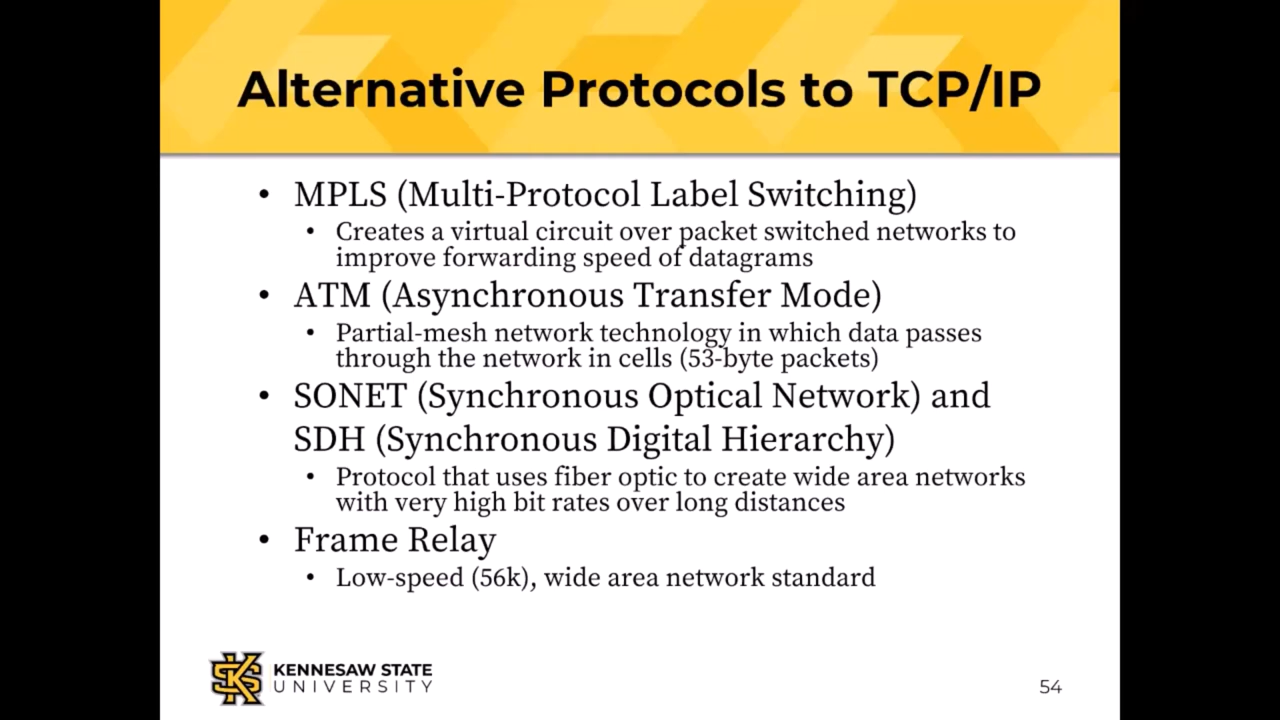 Alternative Protocols to TCP/IP
• MPLS (Multi-Protocol Label Switching)
• Creates a virtual circuit over packet switched networks to
improve forwarding speed of datagrams
• ATM (Asynchronous Transfer Mode)
• Partial-mesh network technology in which data passes
through the network in cells (53-byte packets)
• SONET (Synchronous Optical Network) and
SDH (Synchronous Digital Hierarchy)
• Protocol that uses fiber optic to create wide area networks
with very high bit rates over long distances
• Frame Relay
• Low-speed (56k), wide area network standard
KS
KENNESAW STATE
UNIVERSITY
54